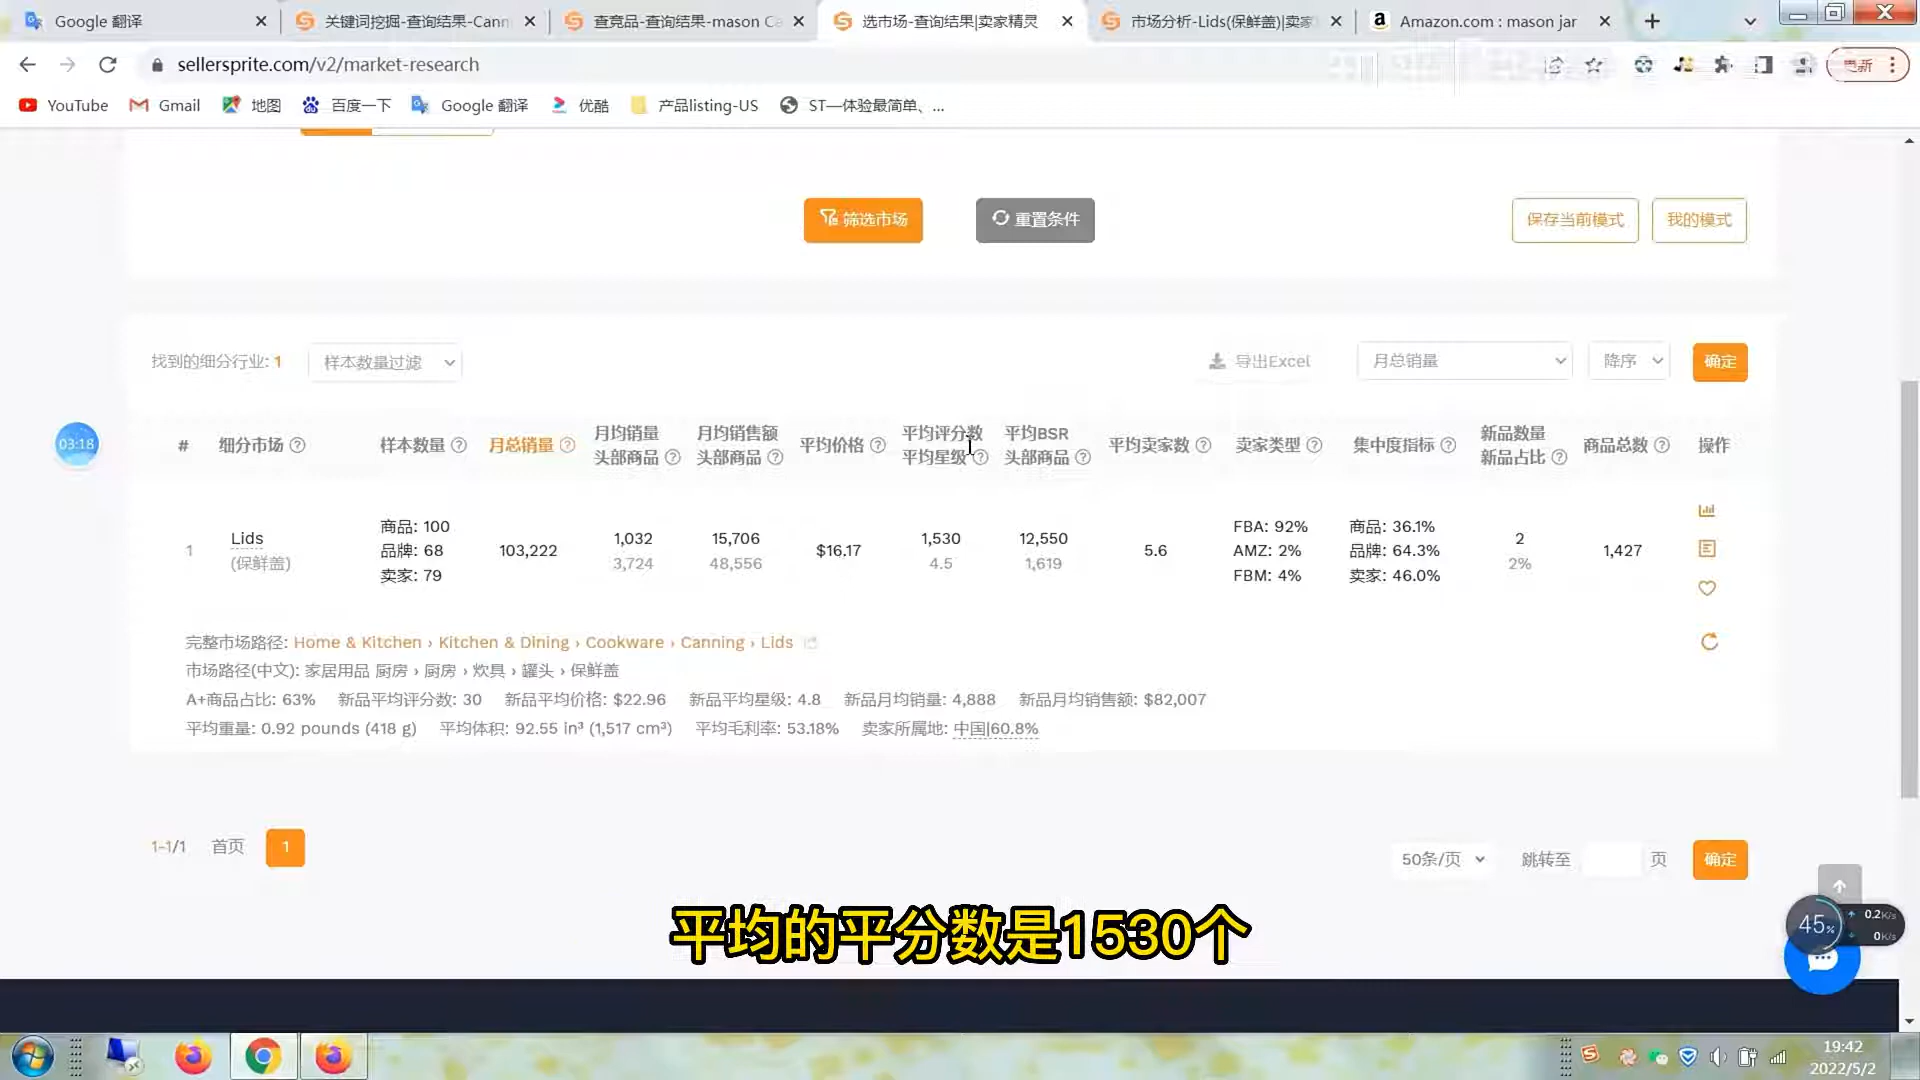 Google 翻译
关键词挖掘-查询结果-Cann
查竞品-查询结果-mason Ca
选市场-查询结果|卖家精灵
市场分析-Lids(保鲜盖)|卖家
Amazon.com : mason jar
sellersprite.com/v2/market-research
更新
YouTube
Gmail
地图
百度一下
Google 翻译
优酷
产品listing-US
ST—体验最简单、...
筛选市场
重置条件
保存当前模式
我的模式
找到的细分行业: 1
样本数量过滤
导出Excel
月总销量
降序
确定
03:18
#
细分市场
样本数量
月总销量
月均销量
头部商品
月均销售额
头部商品
平均价格
平均评分数
平均星级
平均BSR
头部商品
平均卖家数
卖家类型
集中度指标
新品数量
新品占比
商品总数
操作
1
Lids
(保鲜盖)
商品: 100
品牌: 68
卖家: 79
103,222
1,032
3,724
15,706
48,556
$16.17
1,530
4.5
12,550
1,619
5.6
FBA: 92%
AMZ: 2%
FBM: 4%
商品: 36.1%
品牌: 64.3%
卖家: 46.0%
2
2%
1,427
完整市场路径: Home & Kitchen › Kitchen & Dining › Cookware › Canning › Lids
市场路径(中文): 家居用品 厨房 › 厨房 › 炊具 › 罐头 › 保鲜盖
A+商品占比: 63% 新品平均评分数: 30 新品平均价格: $22.96 新品平均星级: 4.8 新品月均销量: 4,888 新品月均销售额: $82,007
平均重量: 0.92 pounds (418 g) 平均体积: 92.55 in³ (1,517 cm³) 平均毛利率: 53.18% 卖家所属地: 中国|60.8%
1-1/1
首页
1
50条/页
跳转至
页
确定
45%
0.2K/s
0K/s
平均的平分数是1530个
19:42
2022/5/2